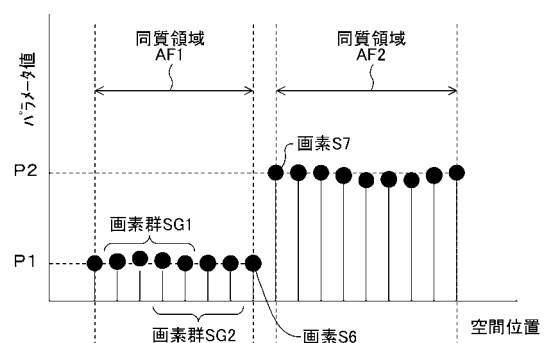 同質領域
AF1
同質領域
AF2
パラメータ値
画素S7
P2
画素群SG1
P1
空間位置
画素群SG2
画素S6